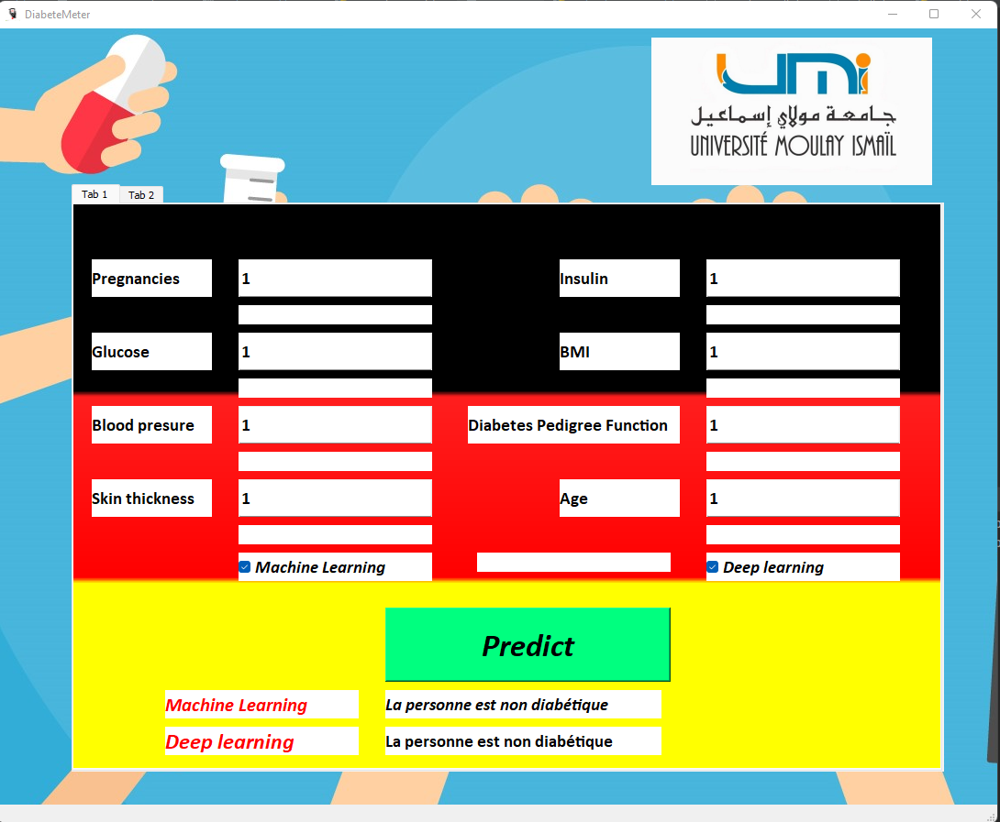 DiabeteMeter
جامعة مولاي إسماعيل
UNIVERSITÉ MOULAY ISMAÏL
Tab 1 Tab 2
Pregnancies 1 Insulin 1
Glucose 1 BMI 1
Blood presure 1 Diabetes Pedigree Function 1
Skin thickness 1 Age 1
Machine Learning Deep learning
Predict
Machine Learning La personne est non diabétique
Deep learning La personne est non diabétique